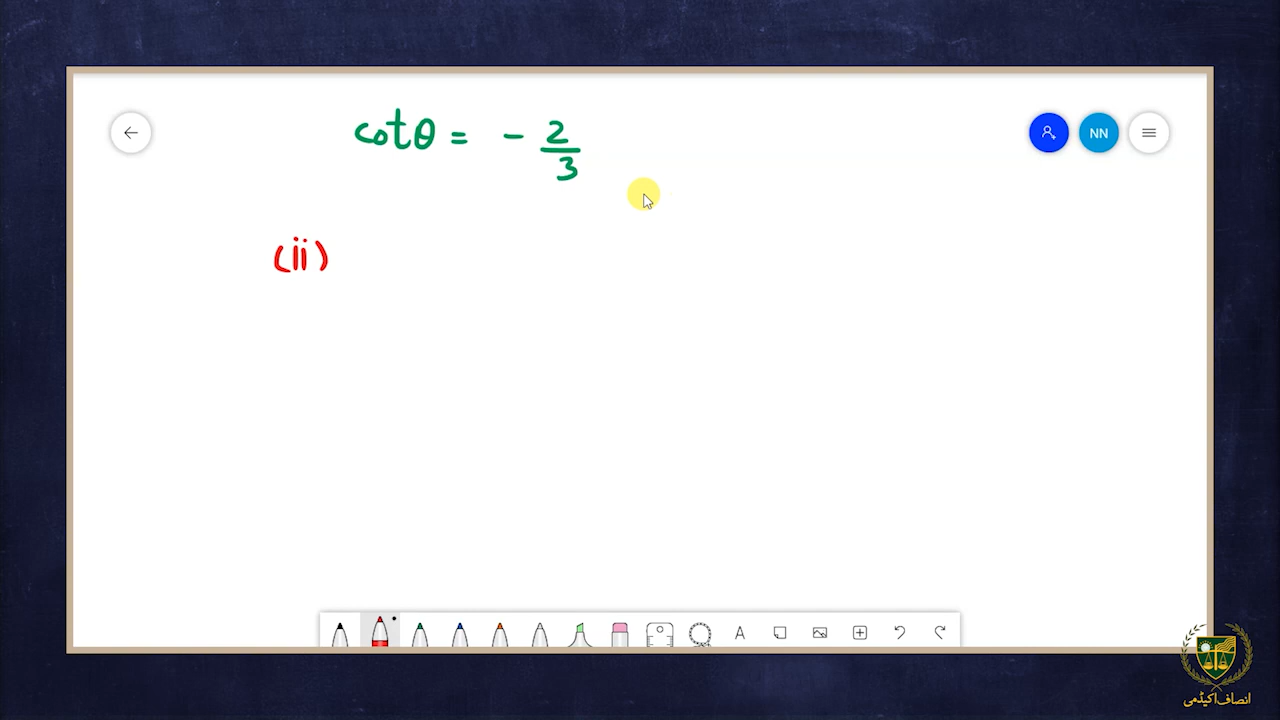 cotθ = - 2/3
NN
(ii)
A
انصاف اکیڈمی